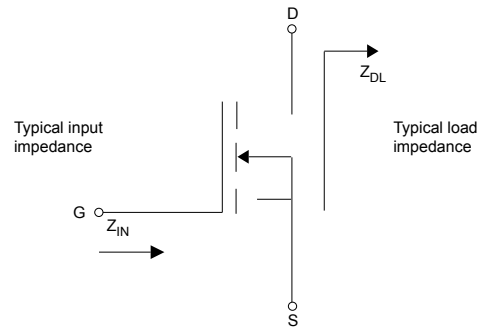 D
Z_DL
Typical input
impedance
Typical load
impedance
G
Z_IN
S